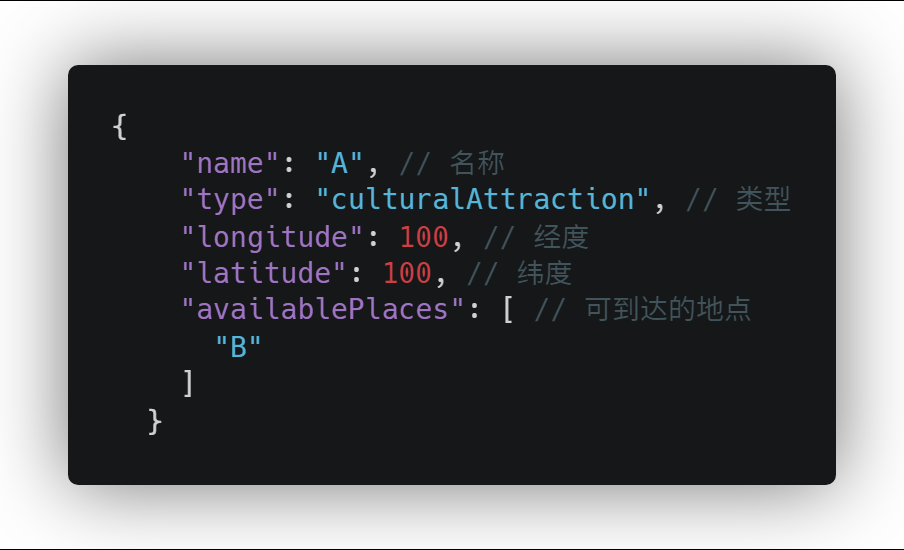 {
"name": "A", // 名称
"type": "culturalAttraction", // 类型
"longitude": 100, // 经度
"latitude": 100, // 纬度
"availablePlaces": [ // 可到达的地点
"B"
]
}